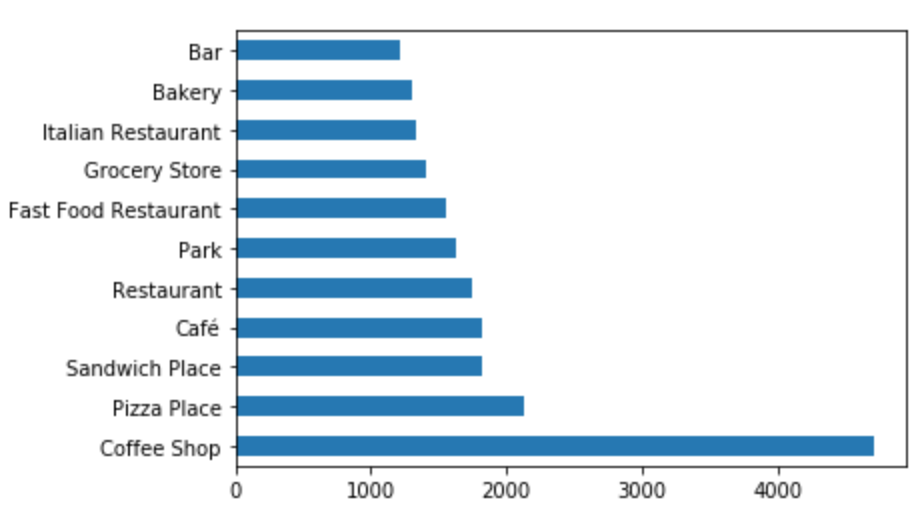 Bar
Bakery
Italian Restaurant
Grocery Store
Fast Food Restaurant
Park
Restaurant
Café
Sandwich Place
Pizza Place
Coffee Shop
0 1000 2000 3000 4000